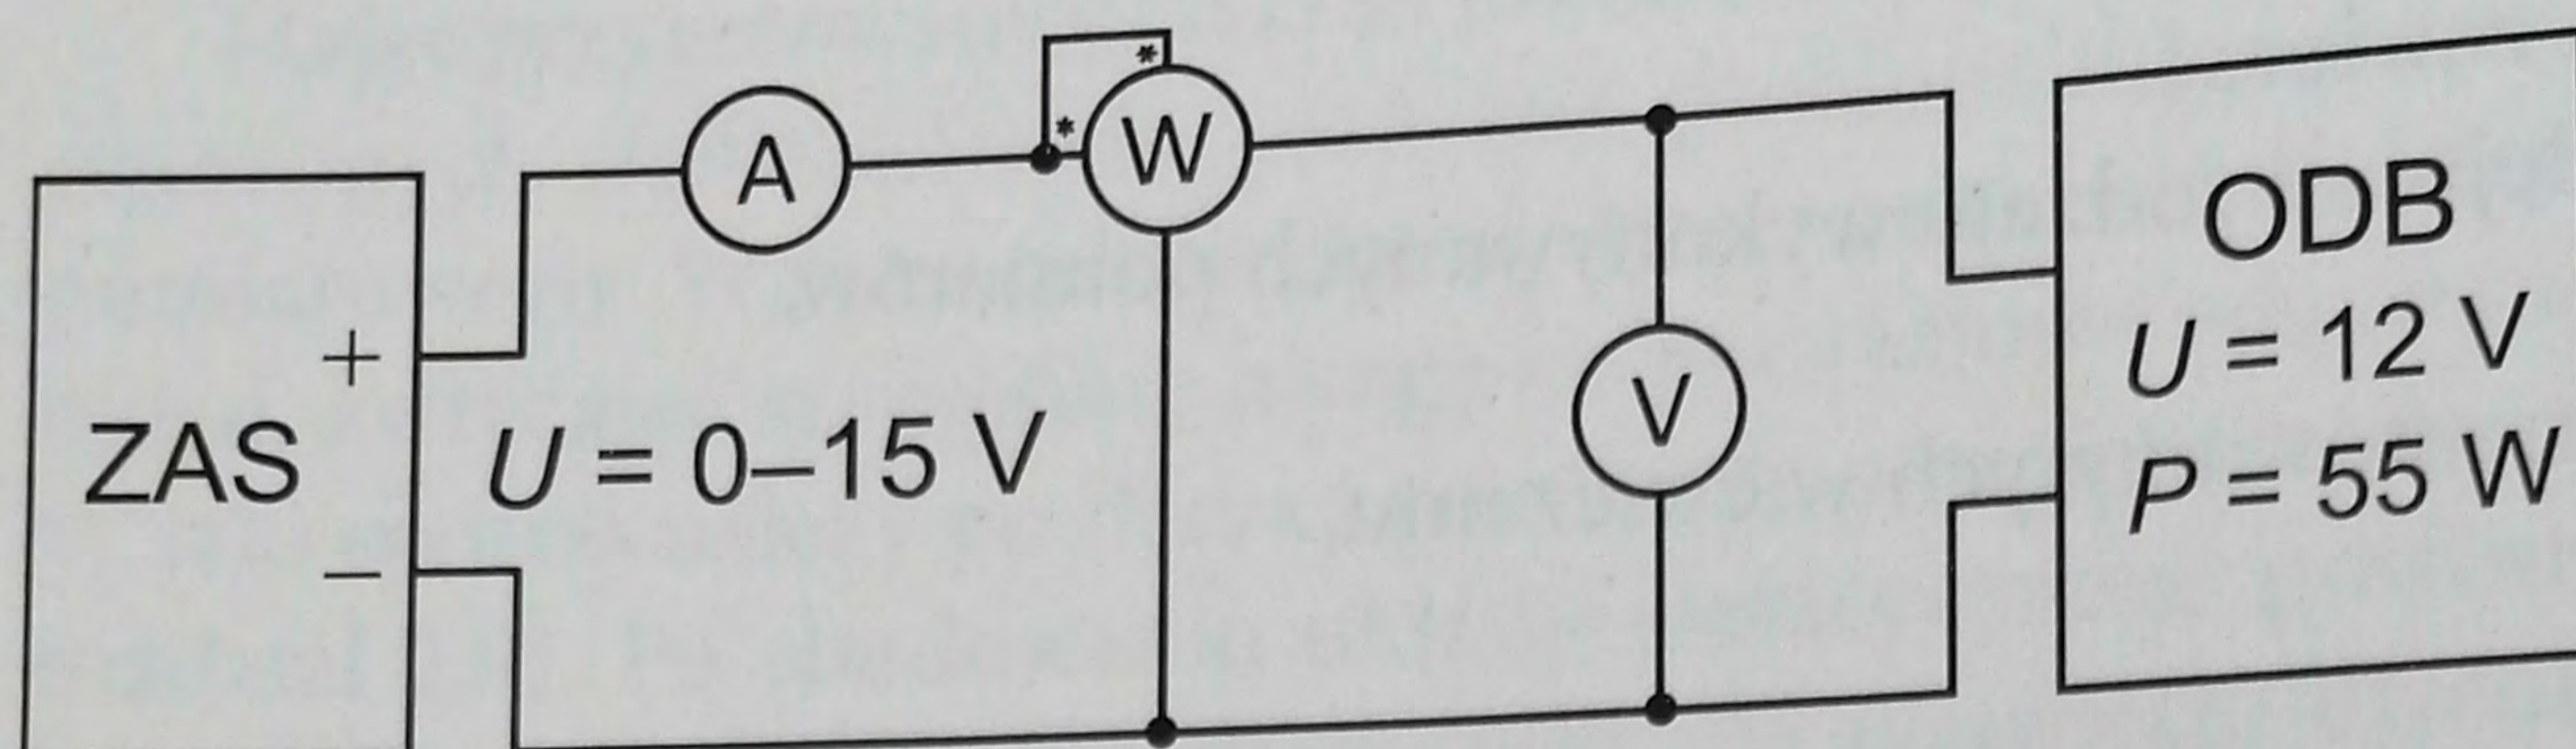 *
*
A
W
ODB
+
U = 12 V
V
ZAS
U = 0–15 V
P = 55 W
–